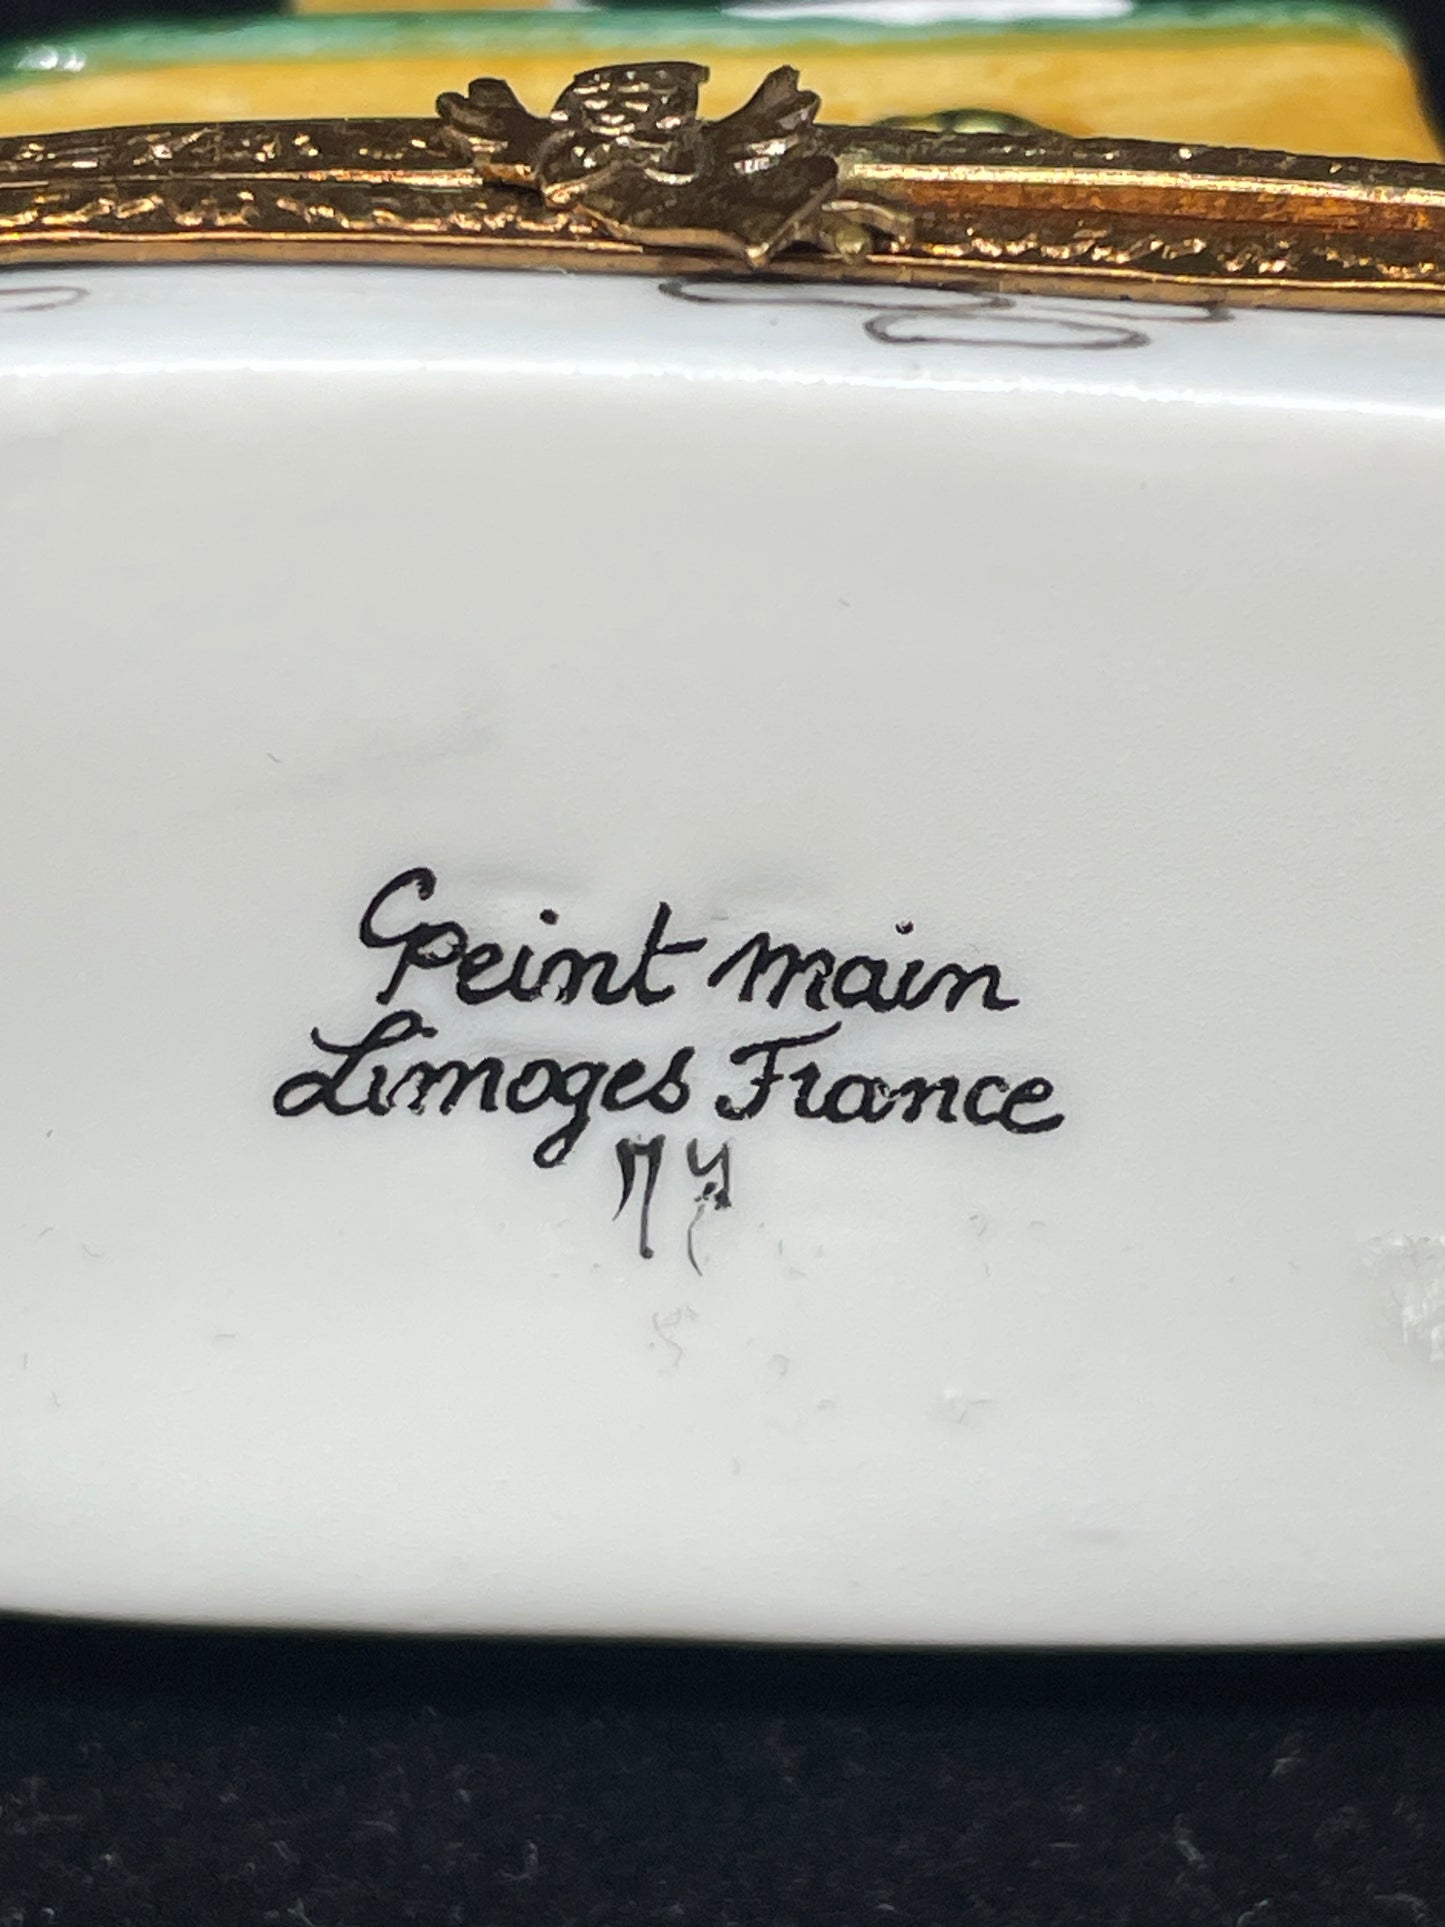 Peint main
Limoges France